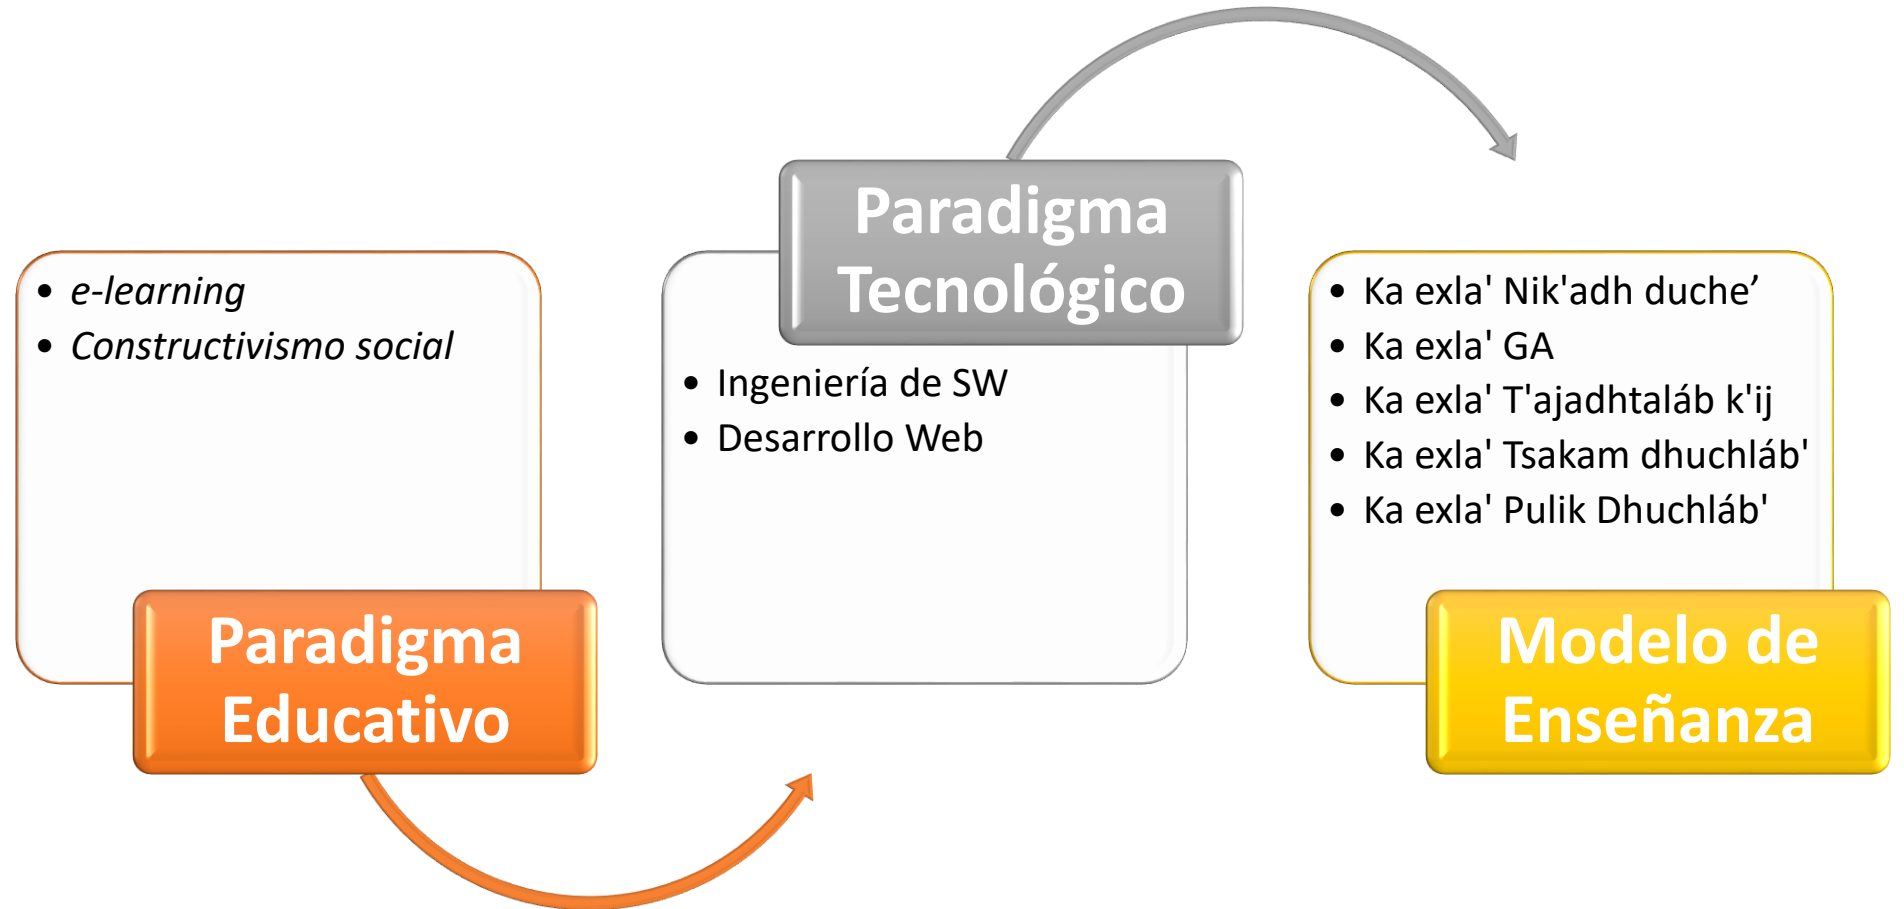 • e-learning
• Constructivismo social
Paradigma
Educativo
Paradigma
Tecnológico
• Ingeniería de SW
• Desarrollo Web
• Ka exla' Nik'adh duche’
• Ka exla' GA
• Ka exla' T'ajadhtaláb k'ij
• Ka exla' Tsakam dhuchláb'
• Ka exla' Pulik Dhuchláb'
Modelo de
Enseñanza